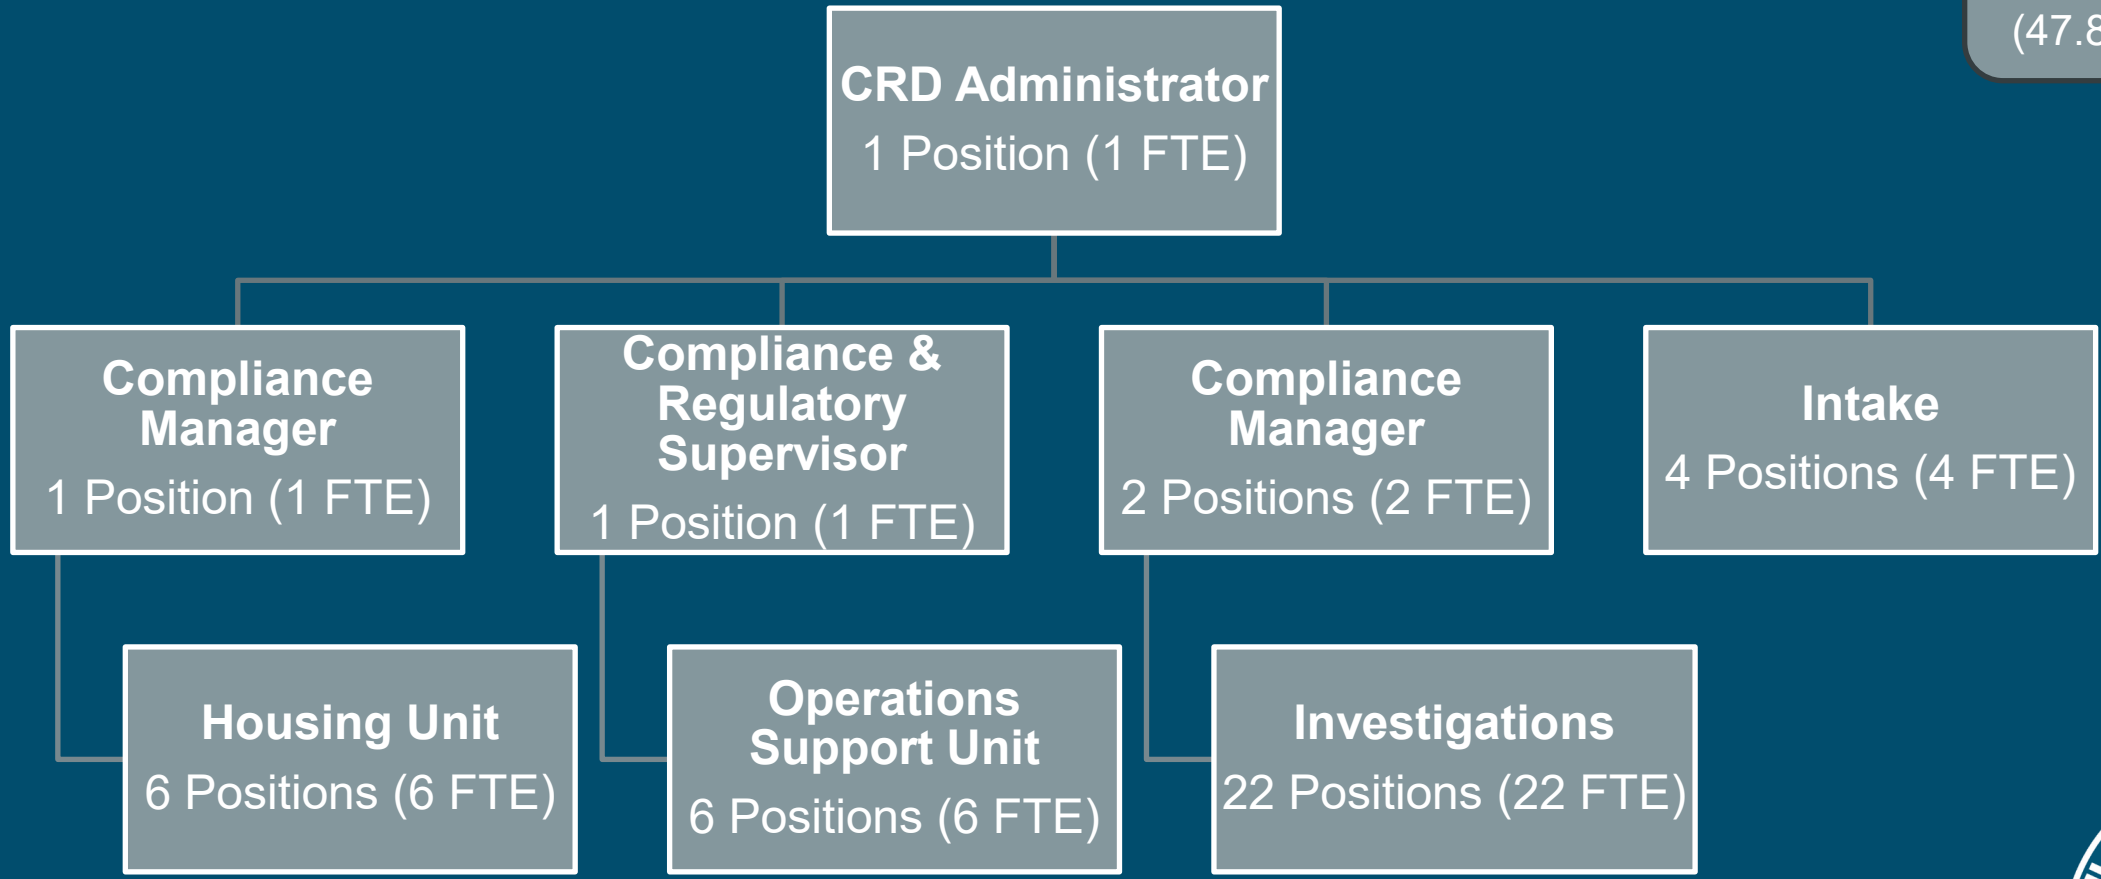 (47.8
CRD Administrator
1 Position (1 FTE)
Compliance
Manager
1 Position (1 FTE)
Compliance &
Regulatory
Supervisor
1 Position (1 FTE)
Compliance
Manager
2 Positions (2 FTE)
Intake
4 Positions (4 FTE)
Housing Unit
6 Positions (6 FTE)
Operations
Support Unit
6 Positions (6 FTE)
Investigations
22 Positions (22 FTE)